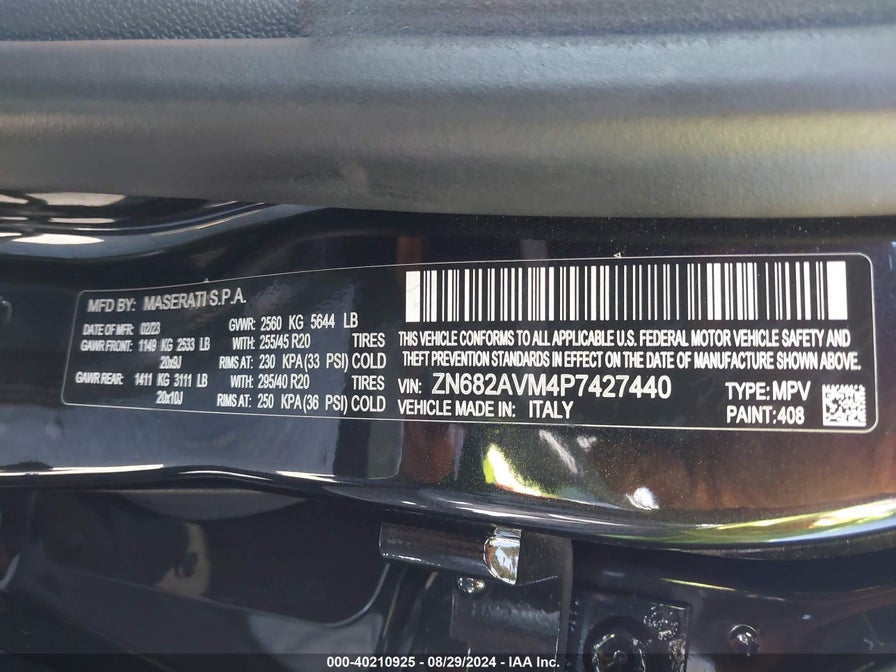 MFD BY: MASERATI S.P.A.
DATE OF MFR: 02/23 GVWR: 2560 KG 5644 LB
GAWR FRONT: 1149 KG 2533 LB WITH: 255/45 R20 TIRES
20x9J RIMS AT: 230 KPA (33 PSI) COLD
GAWR REAR: 1411 KG 3111 LB WITH: 295/40 R20 TIRES
20x10J RIMS AT: 250 KPA (36 PSI) COLD
THIS VEHICLE CONFORMS TO ALL APPLICABLE U.S. FEDERAL MOTOR VEHICLE SAFETY AND
THEFT PREVENTION STANDARDS IN EFFECT ON THE DATE OF MANUFACTURE SHOWN ABOVE.
VIN: ZN682AVM4P7427440 TYPE: MPV
VEHICLE MADE IN: ITALY PAINT: 408
000-40210925 - 08/29/2024 - IAA Inc.